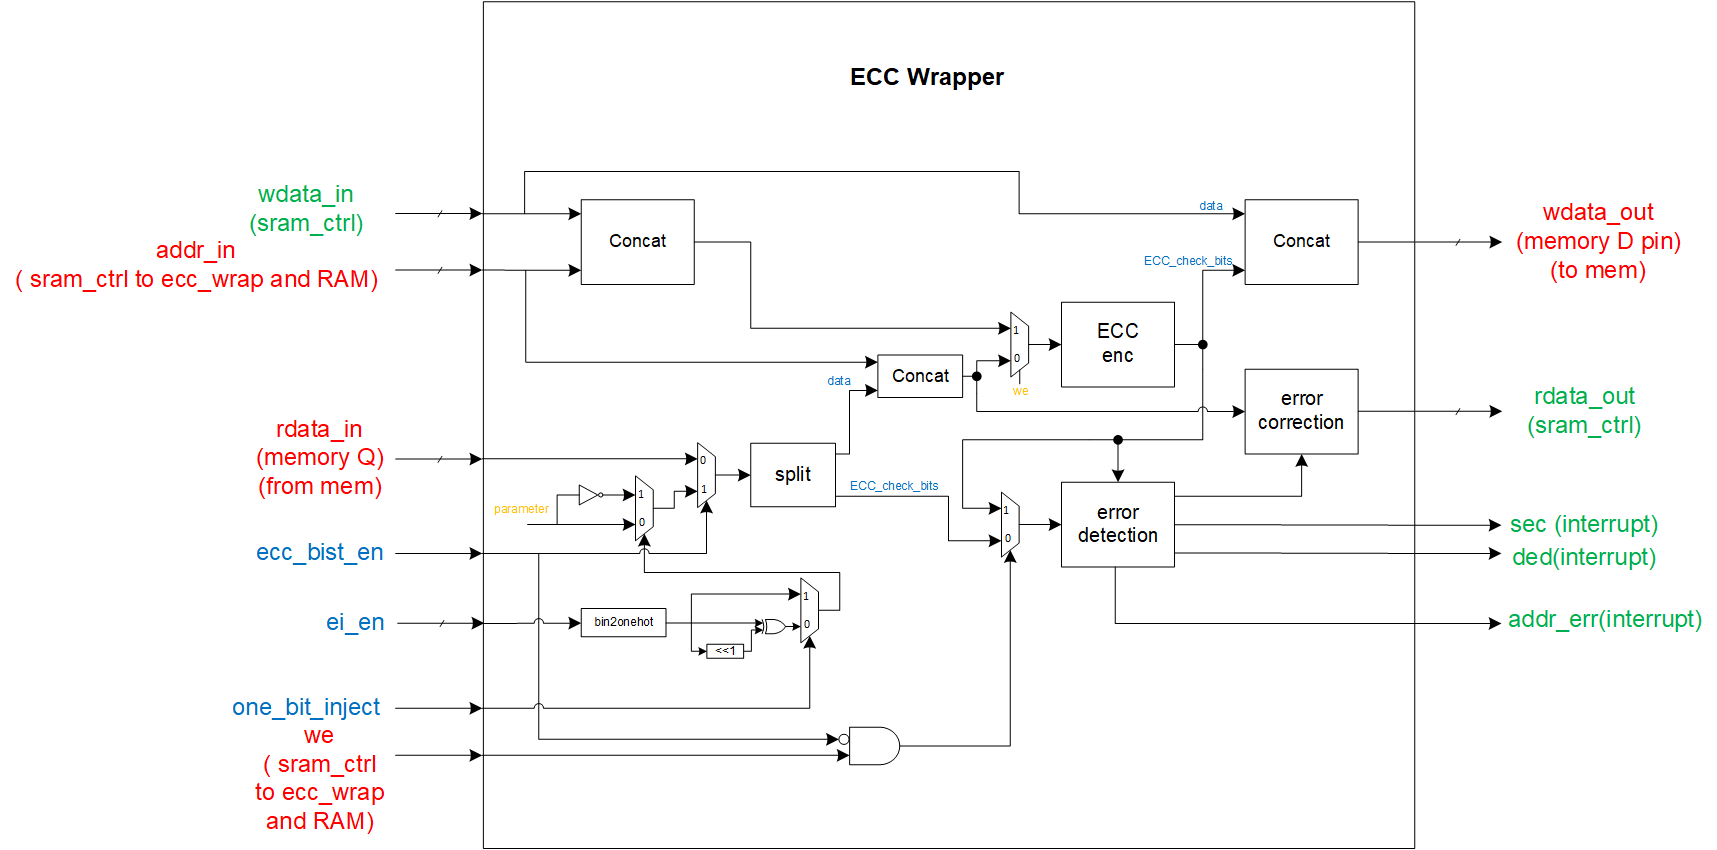 ECC Wrapper
wdata_in
(sram_ctrl)
addr_in
( sram_ctrl to ecc_wrap and RAM)
Concat
data
ECC_check_bits
Concat
wdata_out
(memory D pin)
(to mem)
1
0
we
ECC
enc
Concat
data
rdata_in
(memory Q)
(from mem)
0
1
split
ECC_check_bits
error
correction
rdata_out
(sram_ctrl)
parameter
1
0
1
0
error
detection
sec (interrupt)
ded(interrupt)
addr_err(interrupt)
ecc_bist_en
ei_en
bin2onehot
<<1
1
0
one_bit_inject
we
( sram_ctrl
to ecc_wrap
and RAM)